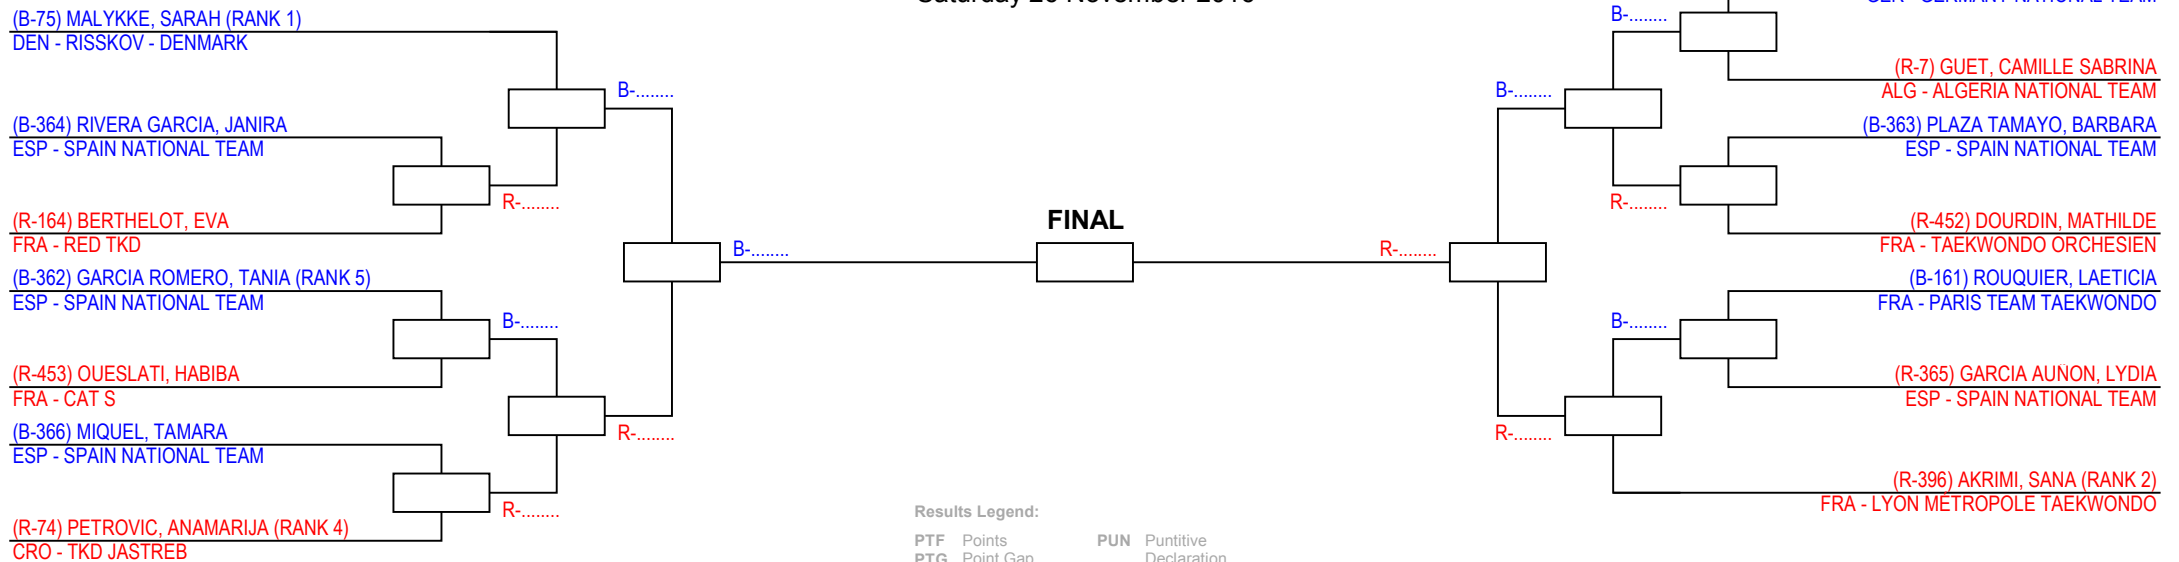 (B-75) MALYKKE, SARAH (RANK 1)
DEN - RISSKOV - DENMARK
(B-364) RIVERA GARCIA, JANIRA
ESP - SPAIN NATIONAL TEAM
(R-164) BERTHELOT, EVA
FRA - RED TKD
(B-362) GARCIA ROMERO, TANIA (RANK 5)
ESP - SPAIN NATIONAL TEAM
(R-453) OUESLATI, HABIBA
FRA - CAT S
(B-366) MIQUEL, TAMARA
ESP - SPAIN NATIONAL TEAM
(R-74) PETROVIC, ANAMARIJA (RANK 4)
CRO - TKD JASTREB
R-........
B-........
R-........
B-........
R-........
B-........
FINAL
R-........
B-........
R-........
B-........
R-........
B-........
(R-7) GUET, CAMILLE SABRINA
ALG - ALGERIA NATIONAL TEAM
(B-363) PLAZA TAMAYO, BARBARA
ESP - SPAIN NATIONAL TEAM
(R-452) DOURDIN, MATHILDE
FRA - TAEKWONDO ORCHESIEN
(B-161) ROUQUIER, LAETICIA
FRA - PARIS TEAM TAEKWONDO
(R-365) GARCIA AUÑON, LYDIA
ESP - SPAIN NATIONAL TEAM
(R-396) AKRIMI, SANA (RANK 2)
FRA - LYON MÉTROPOLE TAEKWONDO
Results Legend:
PTF Points PUN Puntitive
PTG Point Gap Declaration